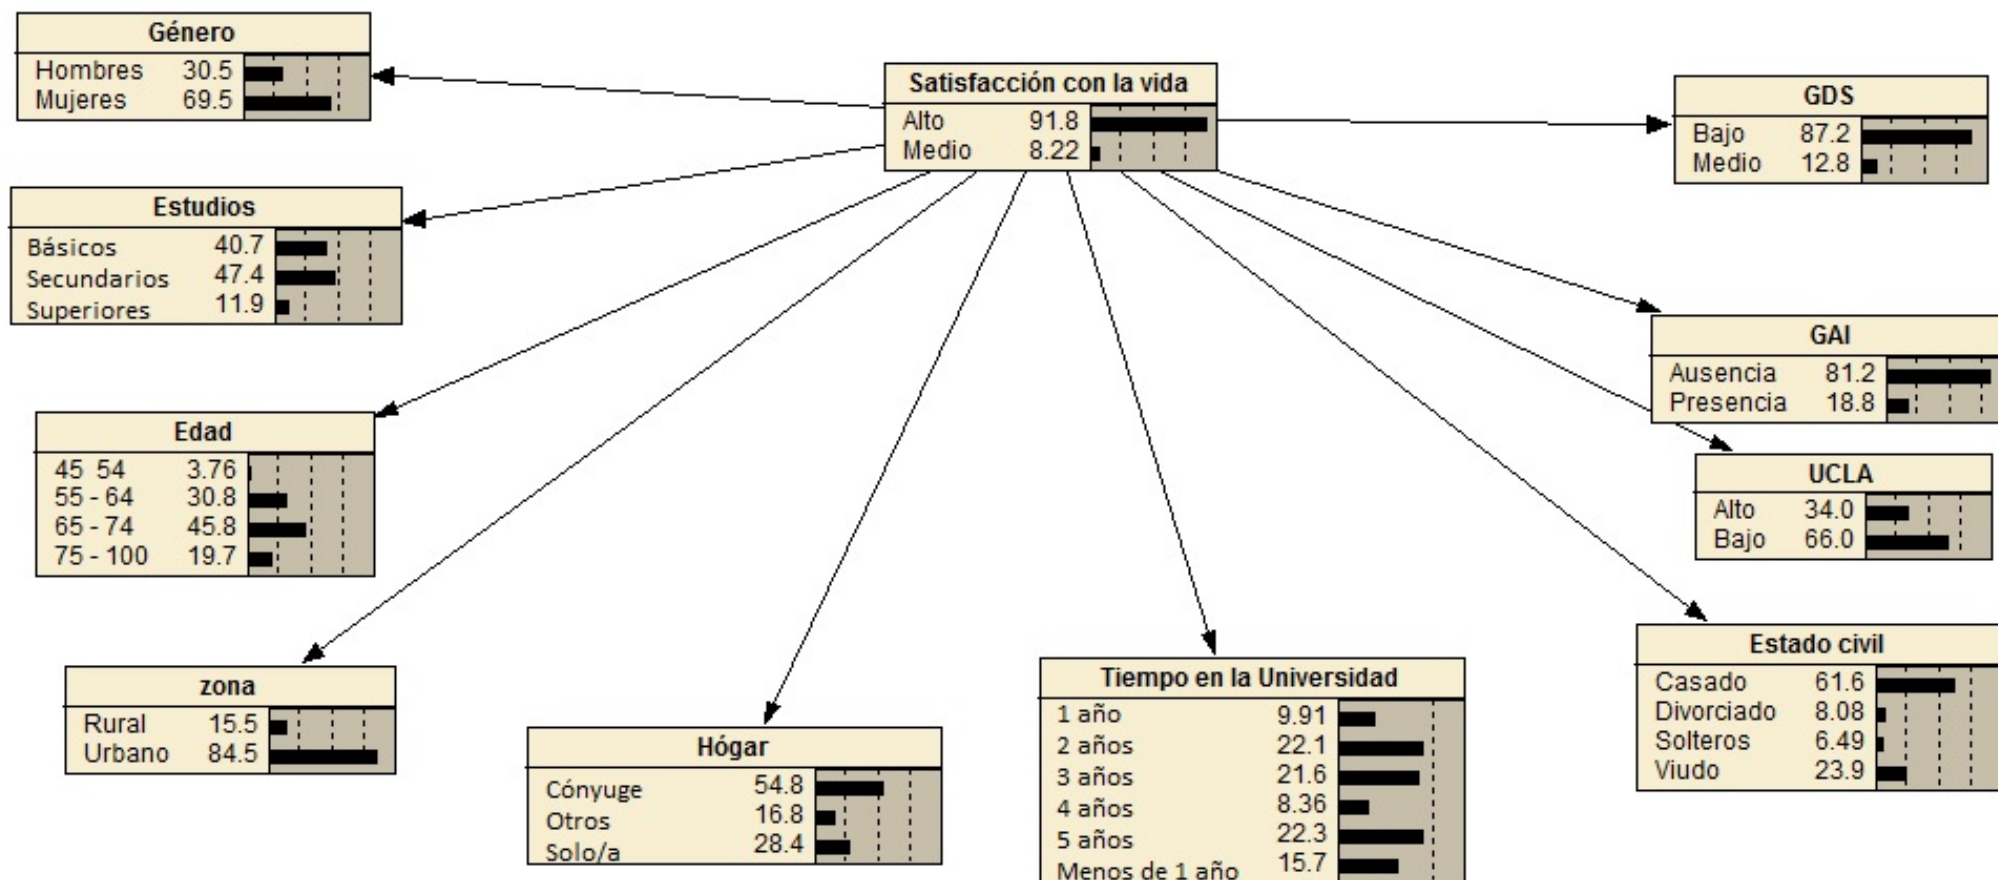 Género
Hombres 30.5
Mujeres 69.5
Satisfacción con la vida
Alto 91.8
Medio 8.22
GDS
Bajo 87.2
Medio 12.8
Estudios
Básicos 40.7
Secundarios 47.4
Superiores 11.9
GAI
Ausencia 81.2
Presencia 18.8
Edad
45 54 3.76
55 - 64 30.8
65 - 74 45.8
75 - 100 19.7
UCLA
Alto 34.0
Bajo 66.0
zona
Rural 15.5
Urbano 84.5
Hógar
Cónyuge 54.8
Otros 16.8
Solo/a 28.4
Tiempo en la Universidad
1 año 9.91
2 años 22.1
3 años 21.6
4 años 8.36
5 años 22.3
Menos de 1 año 15.7
Estado civil
Casado 61.6
Divorciado 8.08
Solteros 6.49
Viudo 23.9